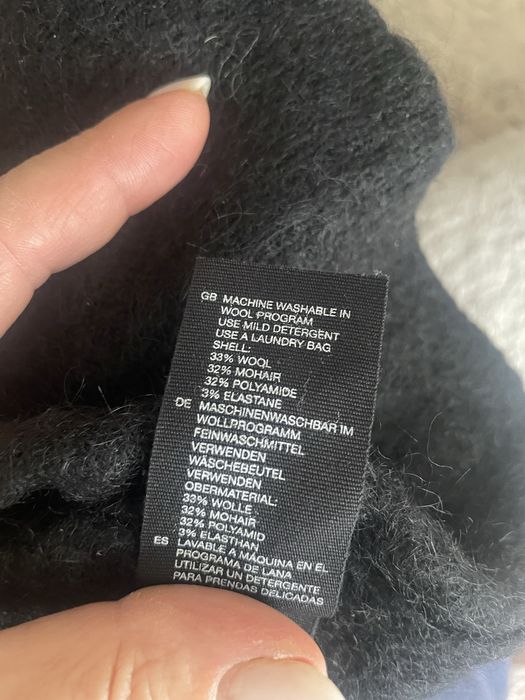 GB MACHINE WASHABLE IN
WOOL PROGRAM
USE MILD DETERGENT
USE A LAUNDRY BAG
SHELL:
33% WOOL
32% MOHAIR
32% POLYAMIDE
3% ELASTANE
DE MASCHINENWASCHBAR IM
WOLLPROGRAMM
FEINWASCHMITTEL
VERWENDEN
WÄSCHEBEUTEL
VERWENDEN
OBERMATERIAL:
33% WOLLE
32% MOHAIR
32% POLYAMID
3% ELASTHAN
ES LAVABLE A MÁQUINA EN EL
PROGRAMA DE LANA
UTILIZAR UN DETERGENTE
PARA PRENDAS DELICADAS